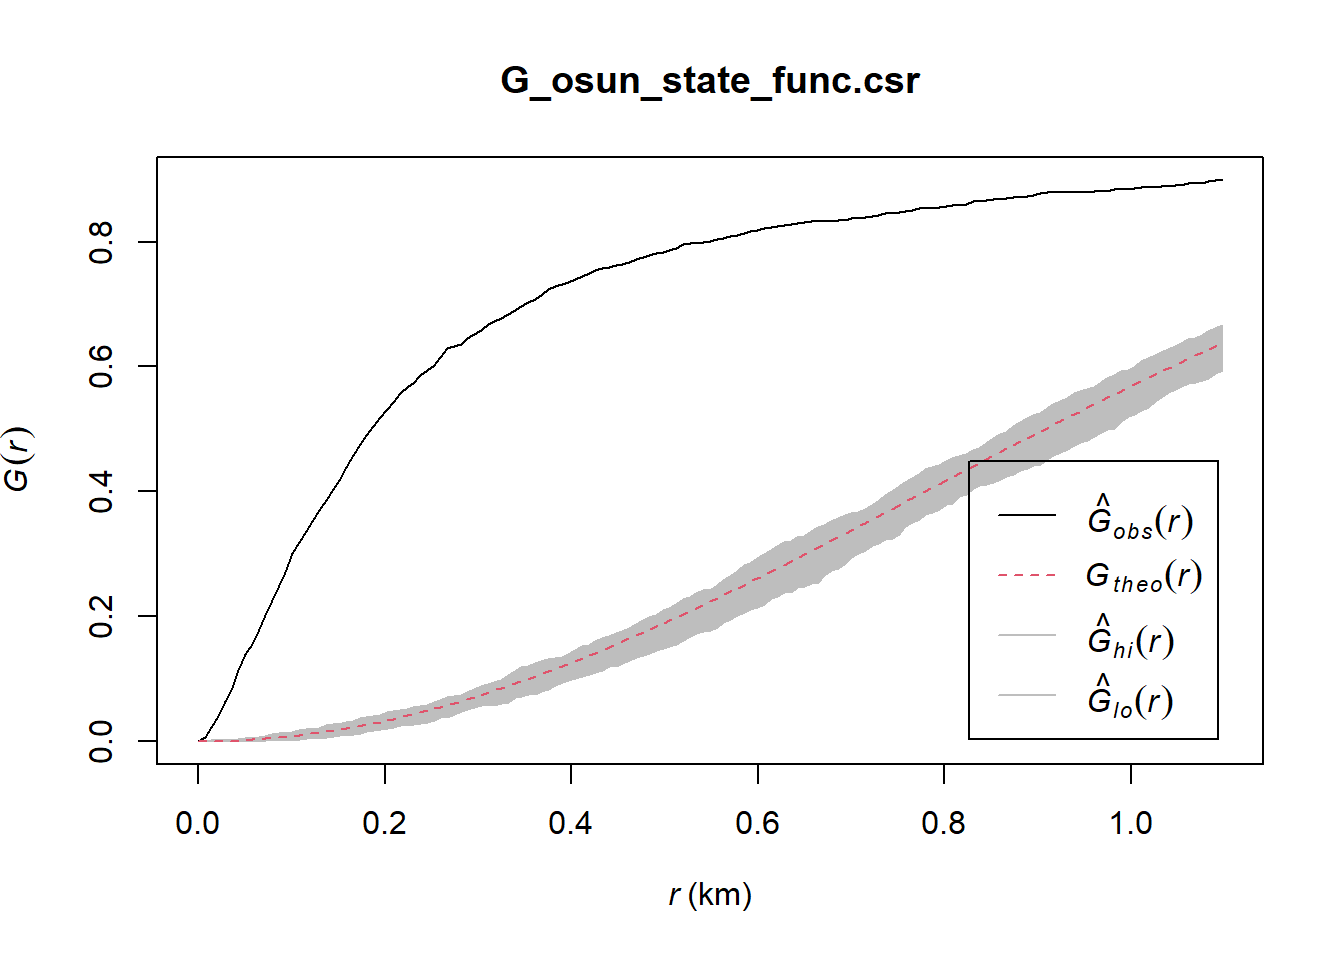 G_osun_state_func.csr
G(r)
0.8
0.6
0.4
0.2
0.0
Ĝobs(r)
Gtheo(r)
Ĝhi(r)
Ĝlo(r)
0.0 0.2 0.4 0.6 0.8 1.0
r (km)